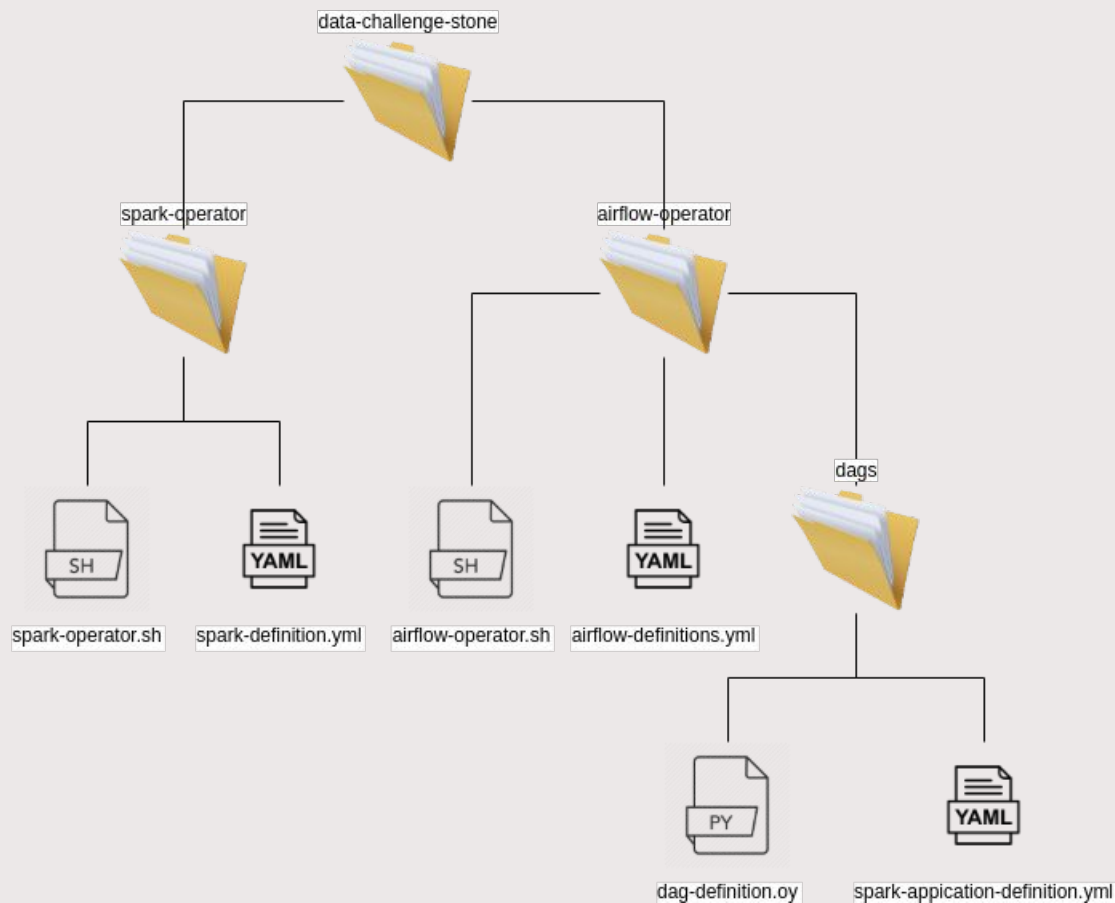 data-challenge-stone
spark-operator
airflow-operator
dags
SH
YAML
SH
YAML
spark-operator.sh
spark-definition.yml
airflow-operator.sh
airflow-definitions.yml
PY
YAML
dag-definition.oy
spark-appication-definition.yml